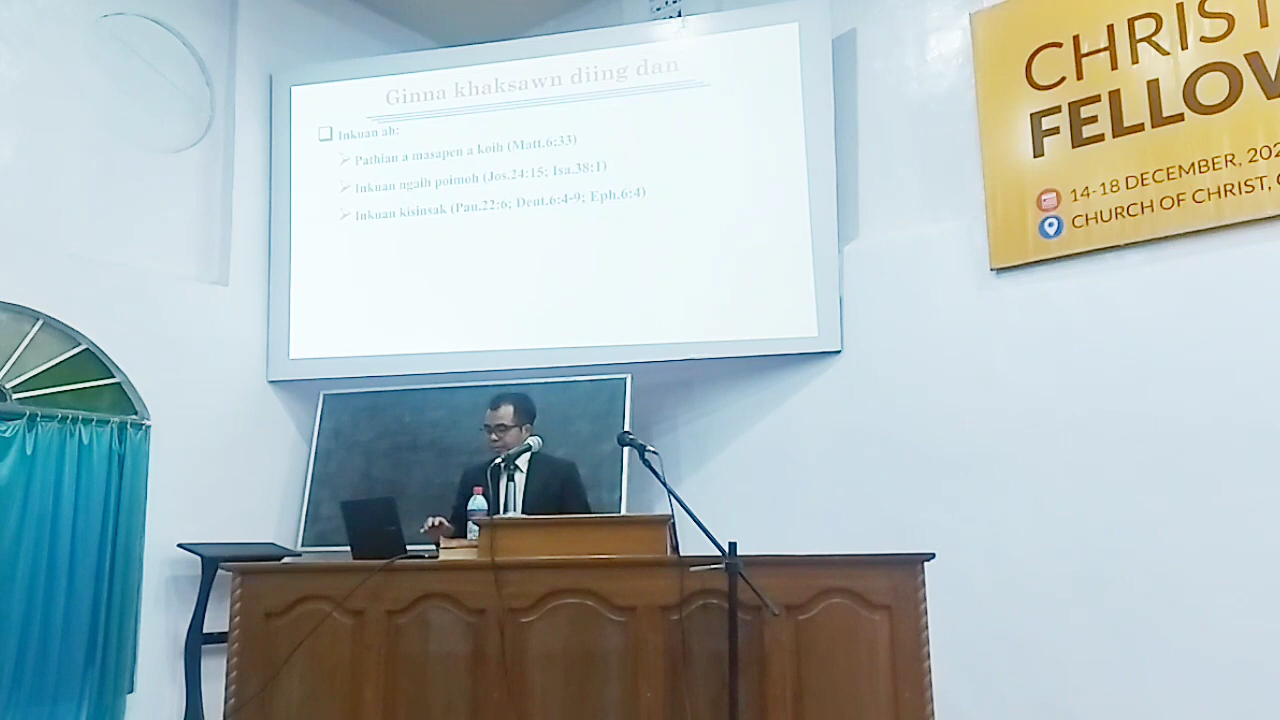 Ginna khaksawn diing dan
Inkuan ah:
Pathian a masapen a koih (Matt.6:33)
Inkuan ngaih poimoh (Jos.24:15; Isa.38:1)
Inkuan kisinsak (Pau.22:6; Deut.6:4-9; Eph.6:4)
CHRIST
FELLOW
14-18 DECEMBER, 202
CHURCH OF CHRIST,